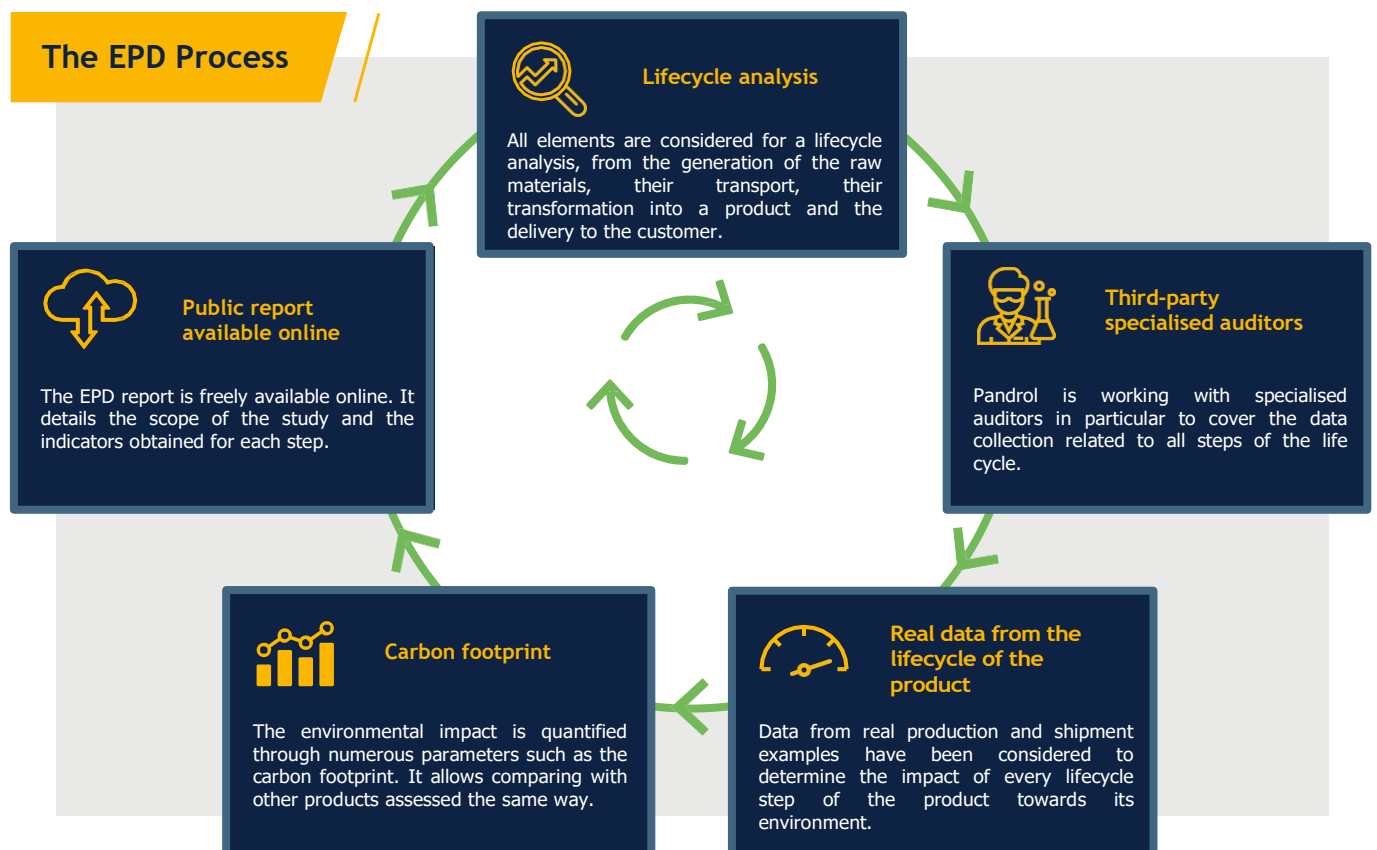 The EPD Process
Lifecycle analysis
All elements are considered for a lifecycle
analysis, from the generation of the raw
materials, their transport, their
transformation into a product and the
delivery to the customer.
Third-party
specialised auditors
Pandrol is working with specialised
auditors in particular to cover the data
collection related to all steps of the life
cycle.
Real data from the
lifecycle of the
product
Data from real production and shipment
examples have been considered to
determine the impact of every lifecycle
step of the product towards its
environment.
Carbon footprint
The environmental impact is quantified
through numerous parameters such as the
carbon footprint. It allows comparing with
other products assessed the same way.
Public report
available online
The EPD report is freely available online. It
details the scope of the study and the
indicators obtained for each step.